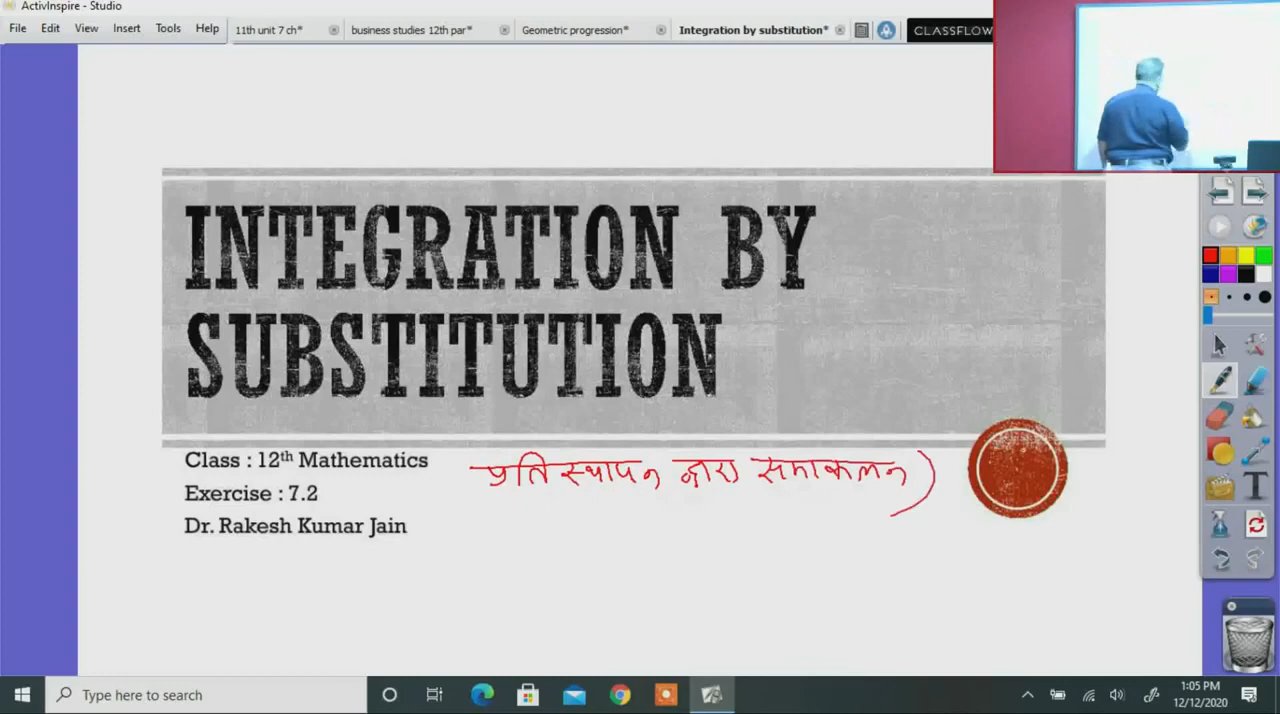 ActivInspire - Studio
File Edit View Insert Tools Help 11th unit 7 ch* business studies 12th par* Geometric progression* Integration by substitution* CLASSFLOW
INTEGRATION BY
SUBSTITUTION
Class : 12th Mathematics
प्रतिस्थापन द्वारा समाकलन)
Exercise : 7.2
Dr. Rakesh Kumar Jain
Type here to search
1:05 PM
12/12/2020